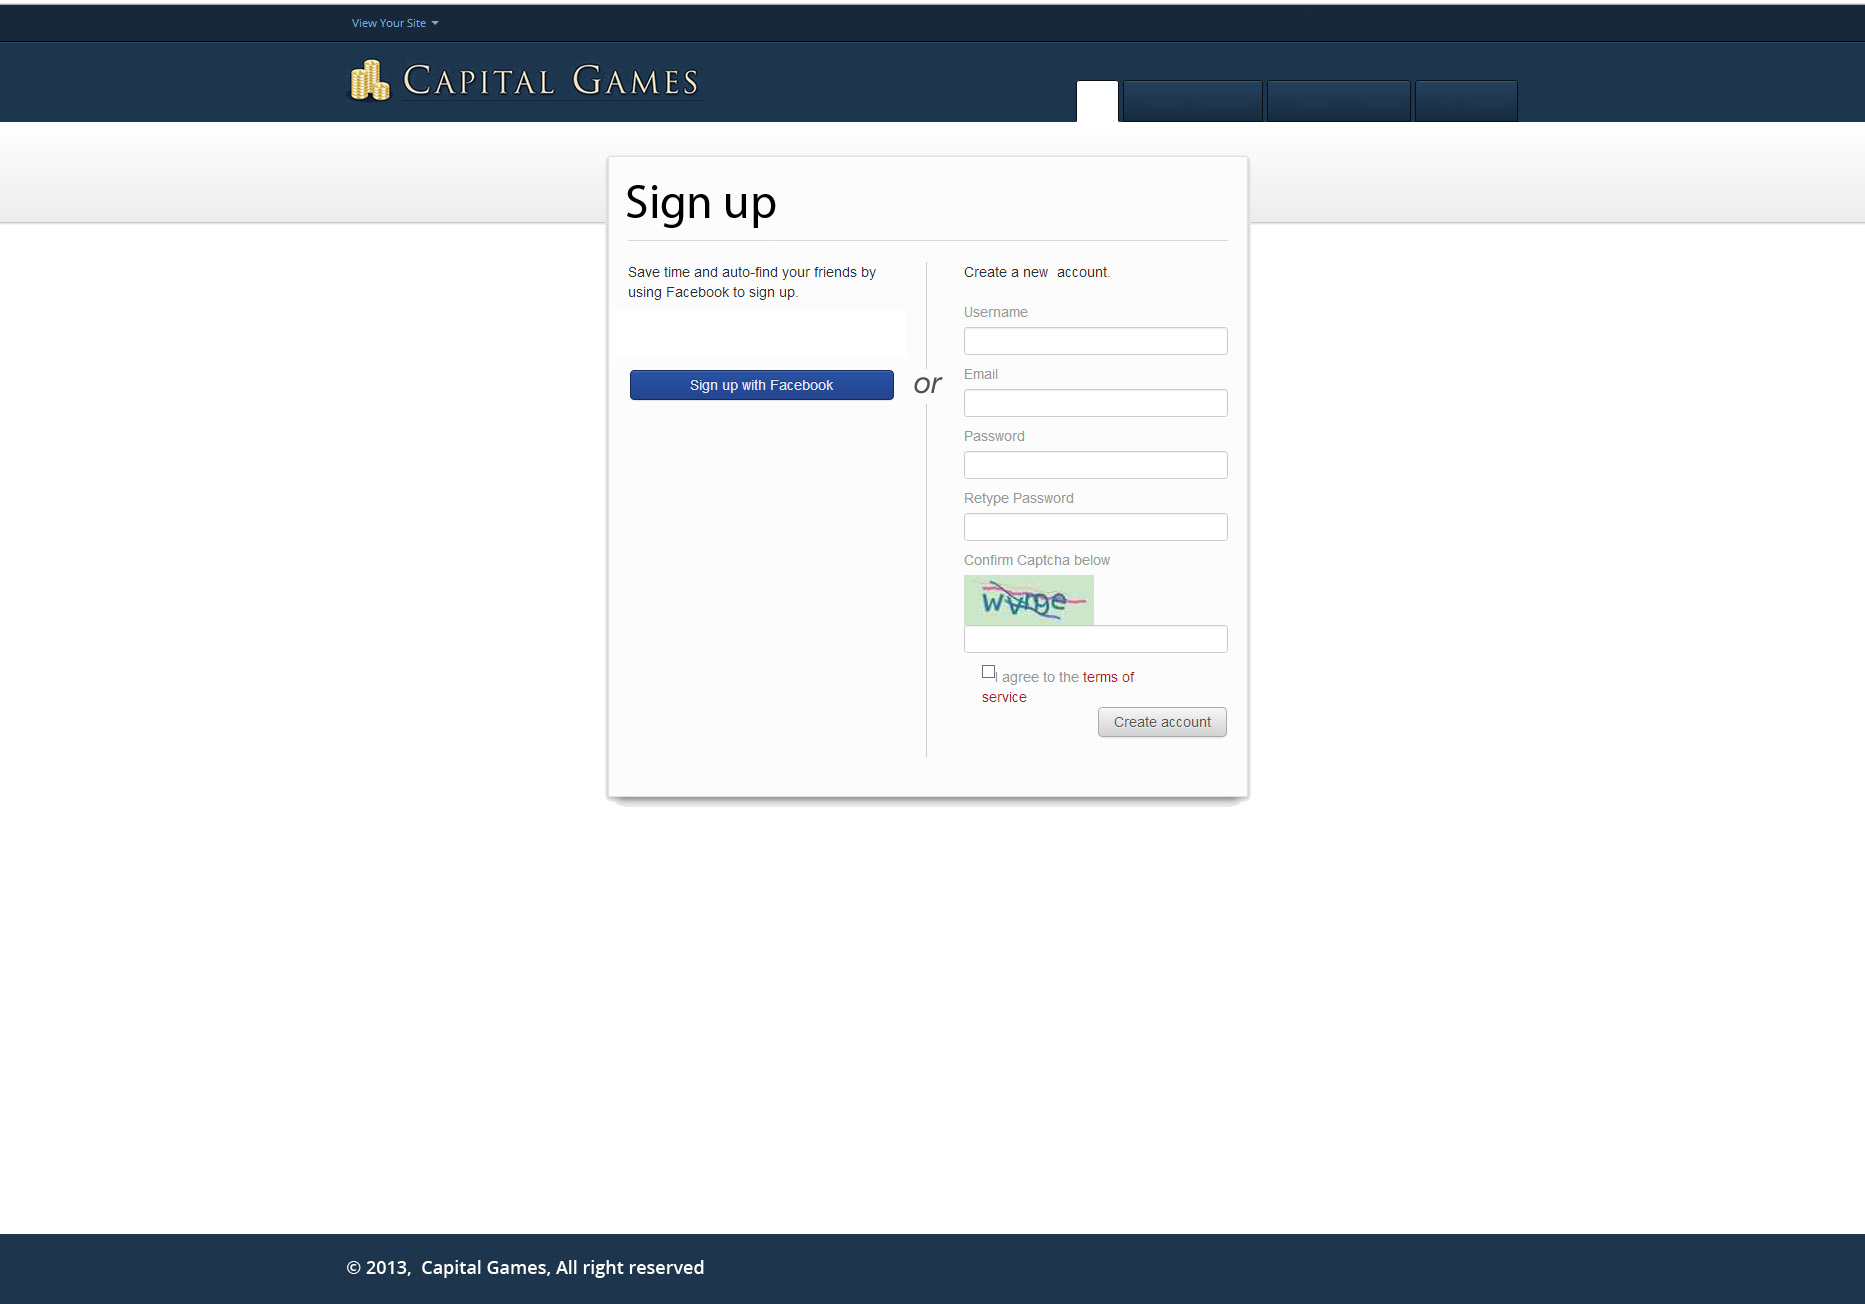 View Your Site
CAPITAL GAMES
Sign up
Save time and auto-find your friends by
using Facebook to sign up.
Sign up with Facebook
or
Create a new  account.
Username
Email
Password
Retype Password
Confirm Captcha below
I agree to the terms of
service
Create account
© 2013,  Capital Games, All right reserved